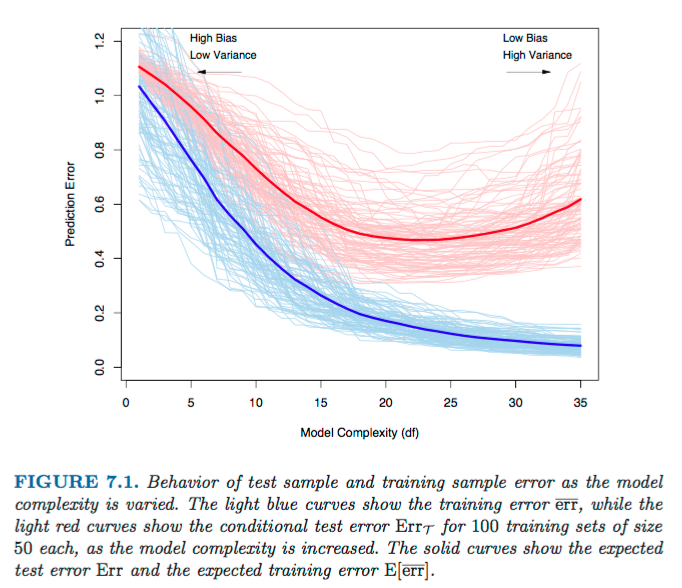 High Bias
Low Variance
Low Bias
High Variance
Prediction Error
0.0
0.2
0.4
0.6
0.8
1.0
1.2
0 5 10 15 20 25 30 35
Model Complexity (df)
FIGURE 7.1. Behavior of test sample and training sample error as the model
complexity is varied. The light blue curves show the training error e̅r̅r̅, while the
light red curves show the conditional test error Err𝒯 for 100 training sets of size
50 each, as the model complexity is increased. The solid curves show the expected
test error Err and the expected training error E[e̅r̅r̅].